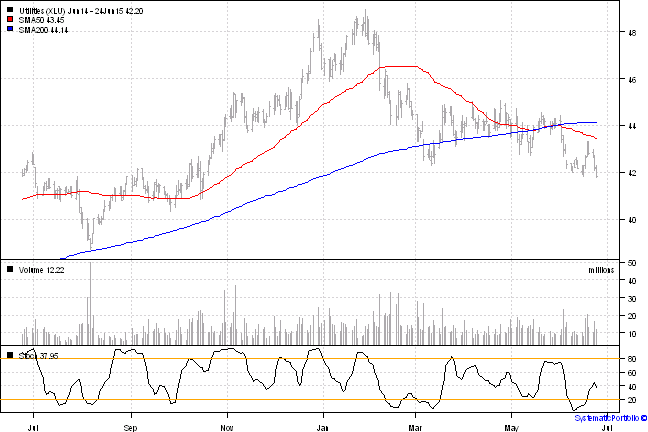 Utilities (XLU) Jun14 - 24Jun15 42.20
SMA50 43.45
SMA200 44.14
48
46
44
42
40
Volume 12.22
millions
50
40
30
20
10
Stoch 37.95
80
60
40
20
SystematicPortfolio ©
Jul
Sep
Nov
Jan
Mar
May
Jul